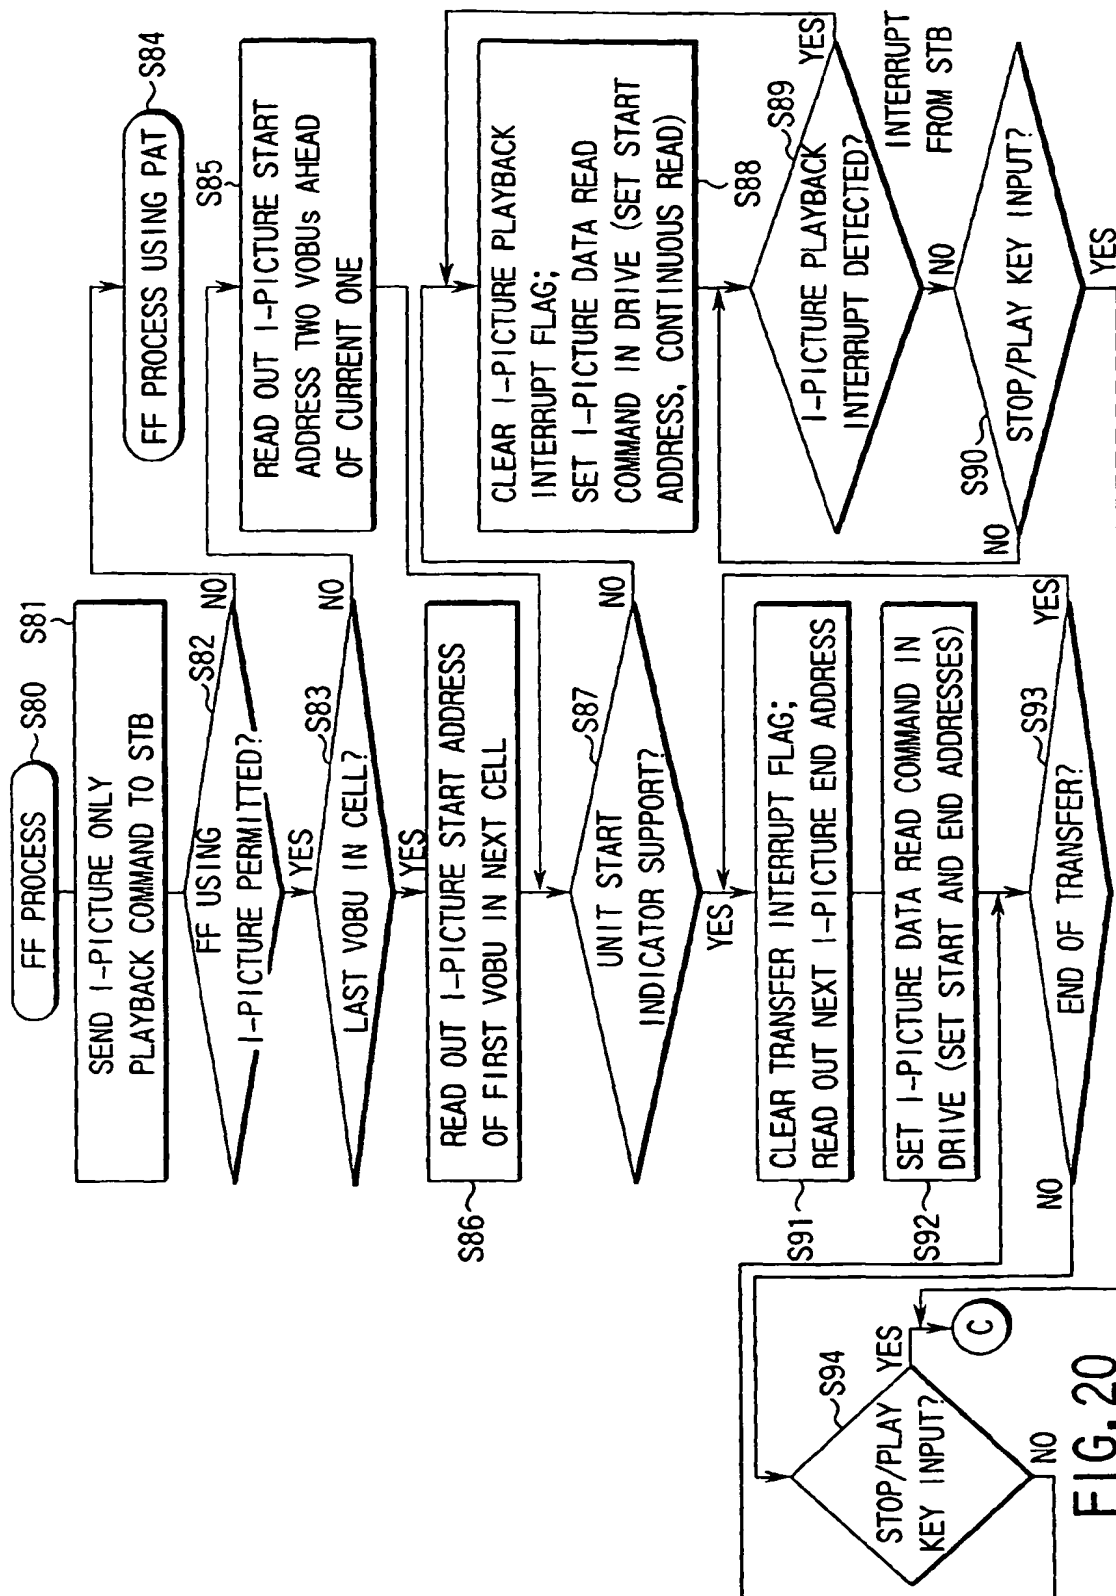 FF PROCESS
S80
SEND I-PICTURE ONLY
PLAYBACK COMMAND TO STB
S81
FF USING
I-PICTURE PERMITTED?
S82
NO
YES
LAST VOBU IN CELL?
S83
NO
YES
READ OUT I-PICTURE START ADDRESS
OF FIRST VOBU IN NEXT CELL
S86
UNIT START
INDICATOR SUPPORT?
S87
NO
YES
CLEAR TRANSFER INTERRUPT FLAG;
READ OUT NEXT I-PICTURE END ADDRESS
S91
SET I-PICTURE DATA READ COMMAND IN
DRIVE (SET START AND END ADDRESSES)
S92
END OF TRANSFER?
S93
YES
NO
STOP/PLAY
KEY INPUT?
S94
YES
NO
C
FF PROCESS USING PAT
S84
READ OUT I-PICTURE START
ADDRESS TWO VOBUs AHEAD
OF CURRENT ONE
S85
CLEAR I-PICTURE PLAYBACK
INTERRUPT FLAG;
SET I-PICTURE DATA READ
COMMAND IN DRIVE (SET START
ADDRESS, CONTINUOUS READ)
S88
I-PICTURE PLAYBACK
INTERRUPT DETECTED?
S89
YES
INTERRUPT
FROM STB
NO
STOP/PLAY KEY INPUT?
S90
NO
YES
FIG. 20